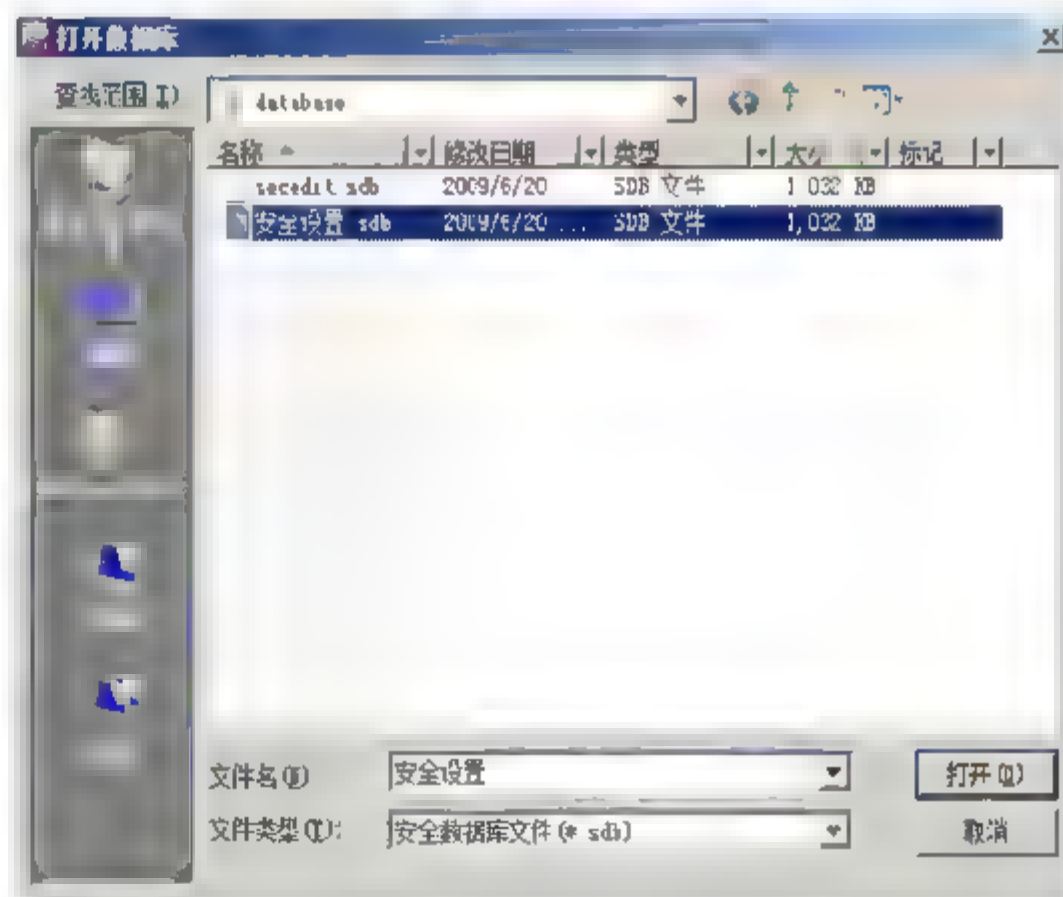 打开数据库
查找范围 I)
database
名称 修改日期 类型 大小 标记
secedit sdb 2009/6/20 SDB 文件 1 032 KB
安全设置 sdb 2009/6/20 ... SDB 文件 1,032 KB
文件名(N) 安全设置 打开(O)
文件类型(T): 安全数据库文件(* sdb) 取消